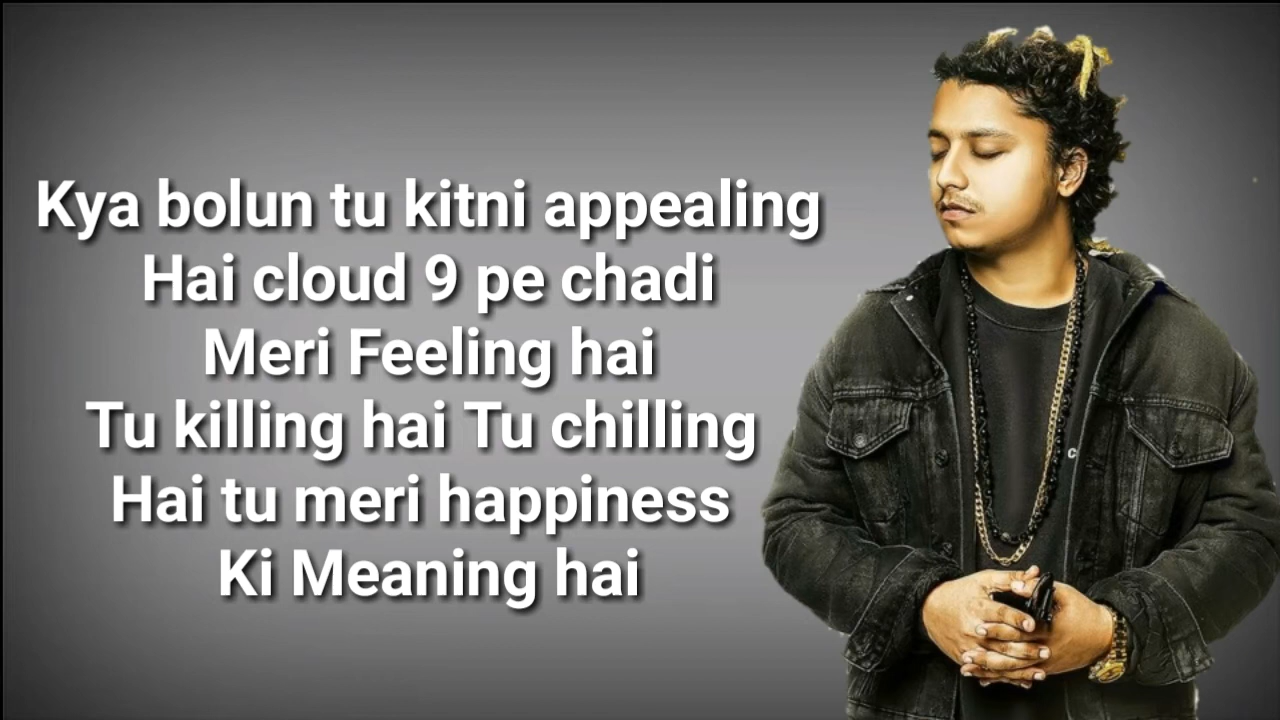 Kya bolun tu kitni appealing
Hai cloud 9 pe chadi
Meri Feeling hai
Tu killing hai Tu chilling
Hai tu meri happiness
Ki Meaning hai